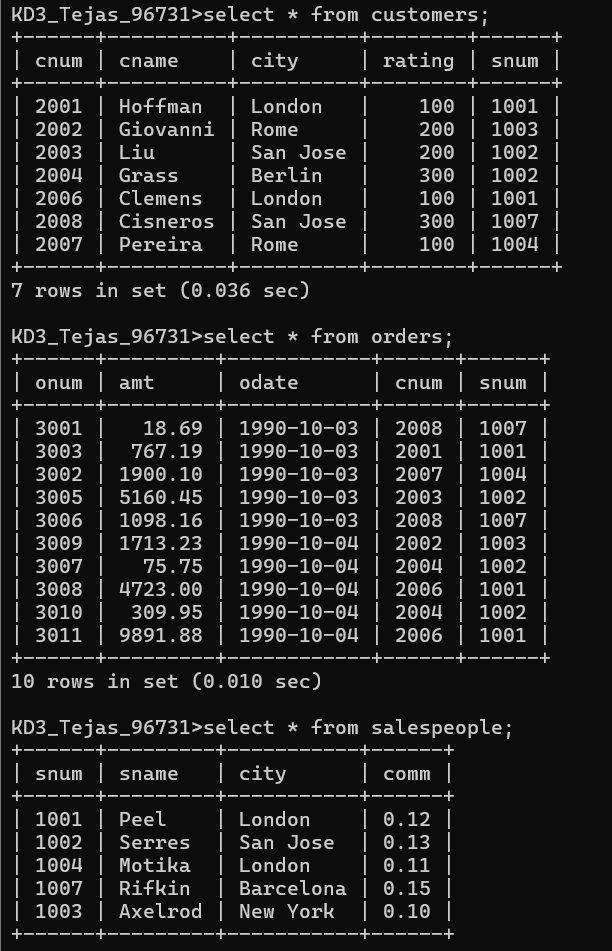 KD3_Tejas_96731>select * from customers;
+------+----------+----------+--------+------+
| cnum | cname    | city     | rating | snum |
+------+----------+----------+--------+------+
| 2001 | Hoffman  | London   |    100 | 1001 |
| 2002 | Giovanni | Rome     |    200 | 1003 |
| 2003 | Liu      | San Jose |    200 | 1002 |
| 2004 | Grass    | Berlin   |    300 | 1002 |
| 2006 | Clemens  | London   |    100 | 1001 |
| 2008 | Cisneros | San Jose |    300 | 1007 |
| 2007 | Pereira  | Rome     |    100 | 1004 |
+------+----------+----------+--------+------+
7 rows in set (0.036 sec)
KD3_Tejas_96731>select * from orders;
+------+---------+------------+------+------+
| onum | amt     | odate      | cnum | snum |
+------+---------+------------+------+------+
| 3001 |   18.69 | 1990-10-03 | 2008 | 1007 |
| 3003 |  767.19 | 1990-10-03 | 2001 | 1001 |
| 3002 | 1900.10 | 1990-10-03 | 2007 | 1004 |
| 3005 | 5160.45 | 1990-10-03 | 2003 | 1002 |
| 3006 | 1098.16 | 1990-10-03 | 2008 | 1007 |
| 3009 | 1713.23 | 1990-10-04 | 2002 | 1003 |
| 3007 |   75.75 | 1990-10-04 | 2004 | 1002 |
| 3008 | 4723.00 | 1990-10-04 | 2006 | 1001 |
| 3010 |  309.95 | 1990-10-04 | 2004 | 1002 |
| 3011 | 9891.88 | 1990-10-04 | 2006 | 1001 |
+------+---------+------------+------+------+
10 rows in set (0.010 sec)
KD3_Tejas_96731>select * from salespeople;
+------+---------+-----------+------+
| snum | sname   | city      | comm |
+------+---------+-----------+------+
| 1001 | Peel    | London    | 0.12 |
| 1002 | Serres  | San Jose  | 0.13 |
| 1004 | Motika  | London    | 0.11 |
| 1007 | Rifkin  | Barcelona | 0.15 |
| 1003 | Axelrod | New York  | 0.10 |
+------+---------+-----------+------+